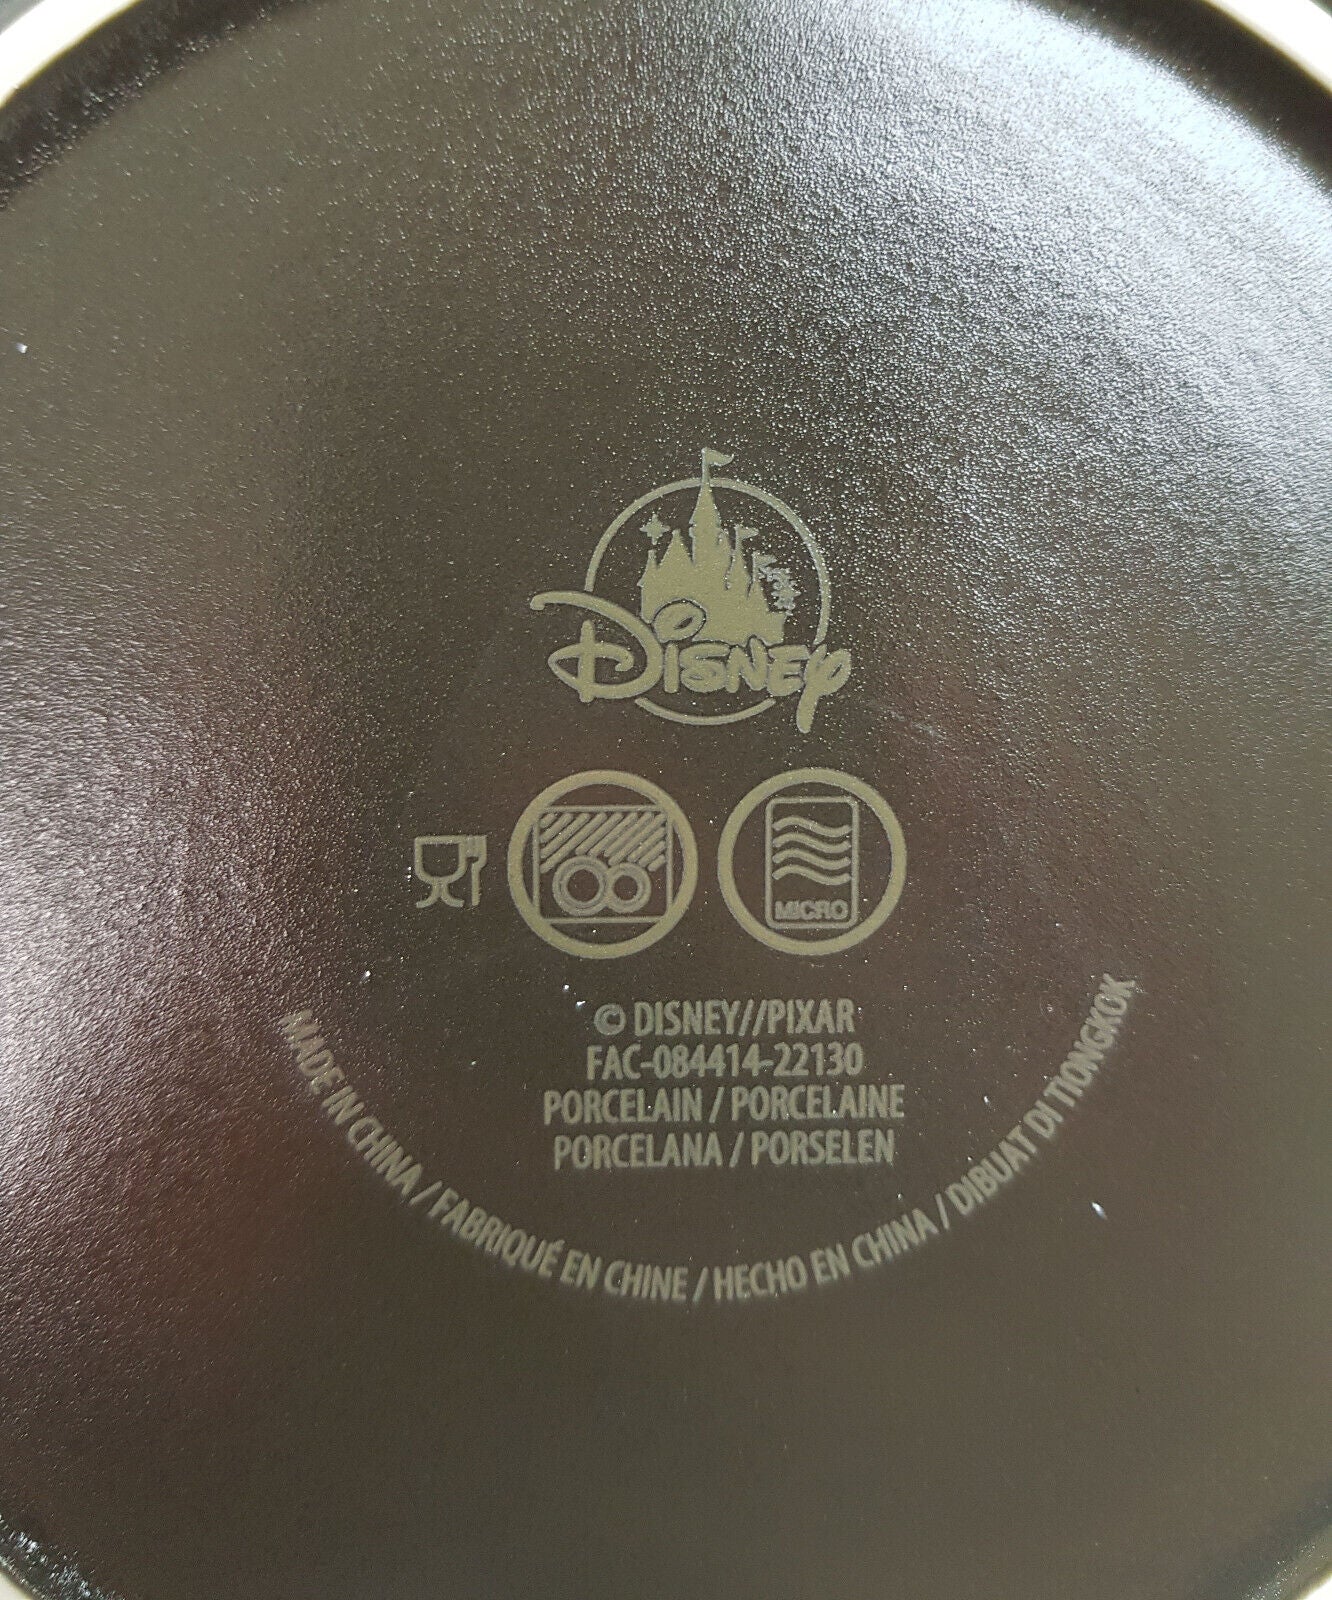 Disney
MICRO
© DISNEY//PIXAR
FAC-084414-22130
PORCELAIN / PORCELAINE
PORCELANA / PORSELEN
MADE IN CHINA / FABRIQUÉ EN CHINE / HECHO EN CHINA / DIBUAT DI TIONGKOK